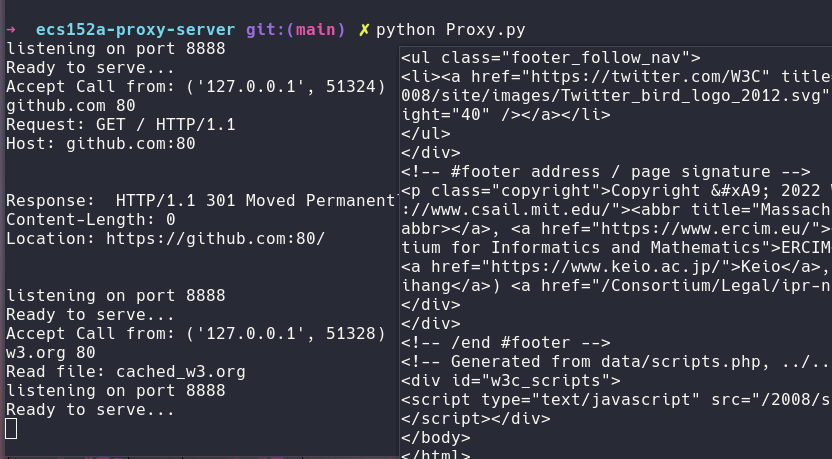 → ecs152a-proxy-server git:(main) ✗ python Proxy.py
listening on port 8888
Ready to serve...
Accept Call from: ('127.0.0.1', 51324)
github.com 80
Request: GET / HTTP/1.1
Host: github.com:80
Response:  HTTP/1.1 301 Moved Permanent
Content-Length: 0
Location: https://github.com:80/
listening on port 8888
Ready to serve...
Accept Call from: ('127.0.0.1', 51328)
w3.org 80
Read file: cached_w3.org
listening on port 8888
Ready to serve...
<ul class="footer_follow_nav">
<li><a href="https://twitter.com/W3C" titl
008/site/images/Twitter_bird_logo_2012.svg"
ight="40" /></a></li>
</ul>
</div>
<!-- #footer address / page signature -->
<p class="copyright">Copyright &#xA9; 2022
://www.csail.mit.edu/"><abbr title="Massach
abbr></a>, <a href="https://www.ercim.eu/">
tium for Informatics and Mathematics">ERCIM
<a href="https://www.keio.ac.jp/">Keio</a>,
ihang</a>) <a href="/Consortium/Legal/ipr-n
</div>
</div>
<!-- /end #footer -->
<!-- Generated from data/scripts.php, ../..
<div id="w3c_scripts">
<script type="text/javascript" src="/2008/s
</script></div>
</body>
</html>